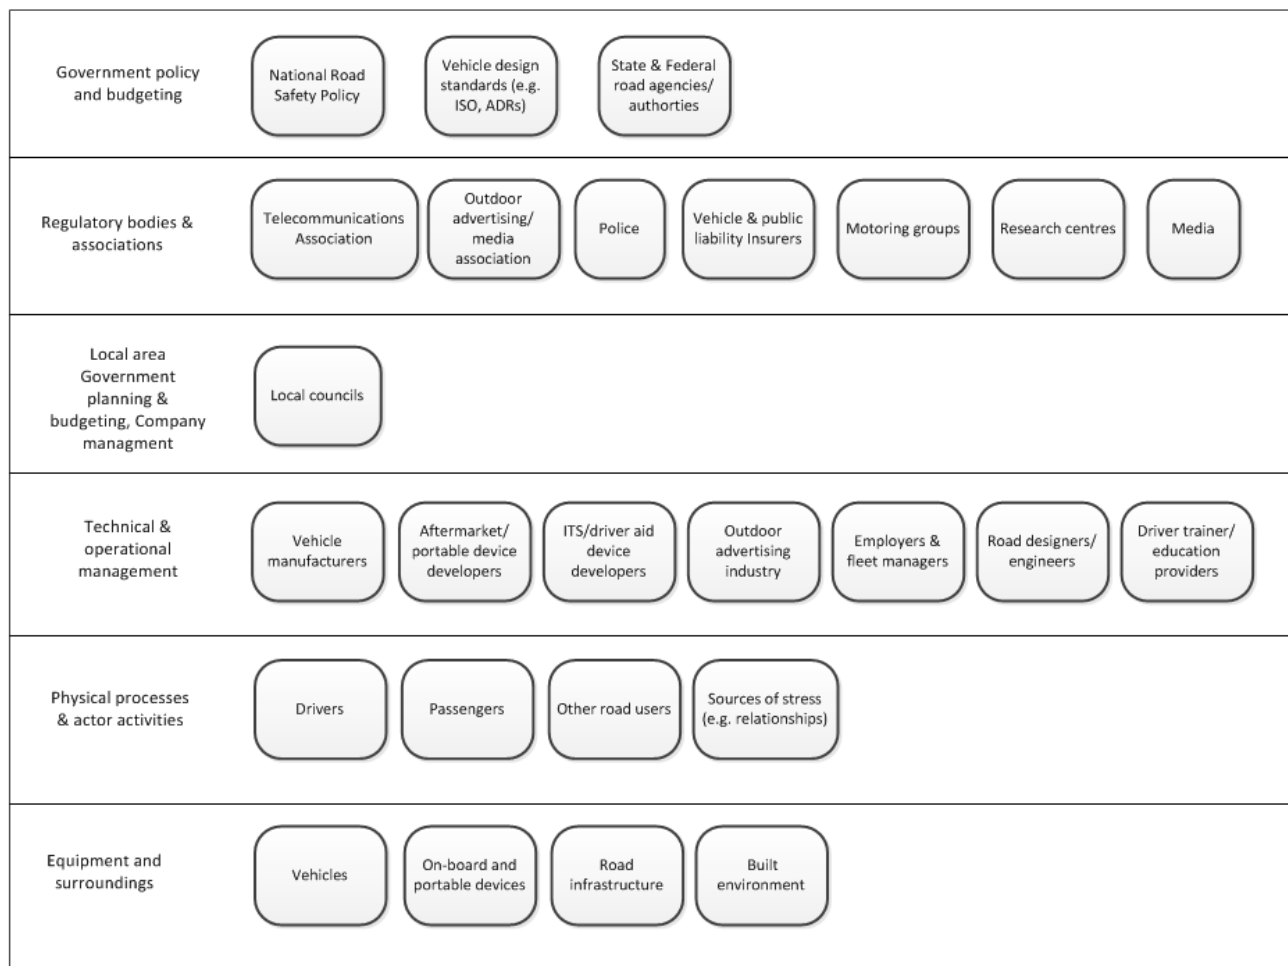 Government policy
and budgeting
National Road
Safety Policy
Vehicle design
standards (e.g.
ISO, ADRs)
State & Federal
road agencies/
authorties
Regulatory bodies &
associations
Telecommunications
Association
Outdoor
advertising/
media
association
Police
Vehicle & public
liability Insurers
Motoring groups
Research centres
Media
Local area
Government
planning &
budgeting, Company
managment
Local councils
Technical &
operational
management
Vehicle
manufacturers
Aftermarket/
portable device
developers
ITS/driver aid
device
developers
Outdoor
advertising
industry
Employers &
fleet managers
Road designers/
engineers
Driver trainer/
education
providers
Physical processes
& actor activities
Drivers
Passengers
Other road users
Sources of stress
(e.g. relationships)
Equipment and
surroundings
Vehicles
On-board and
portable devices
Road
infrastructure
Built
environment